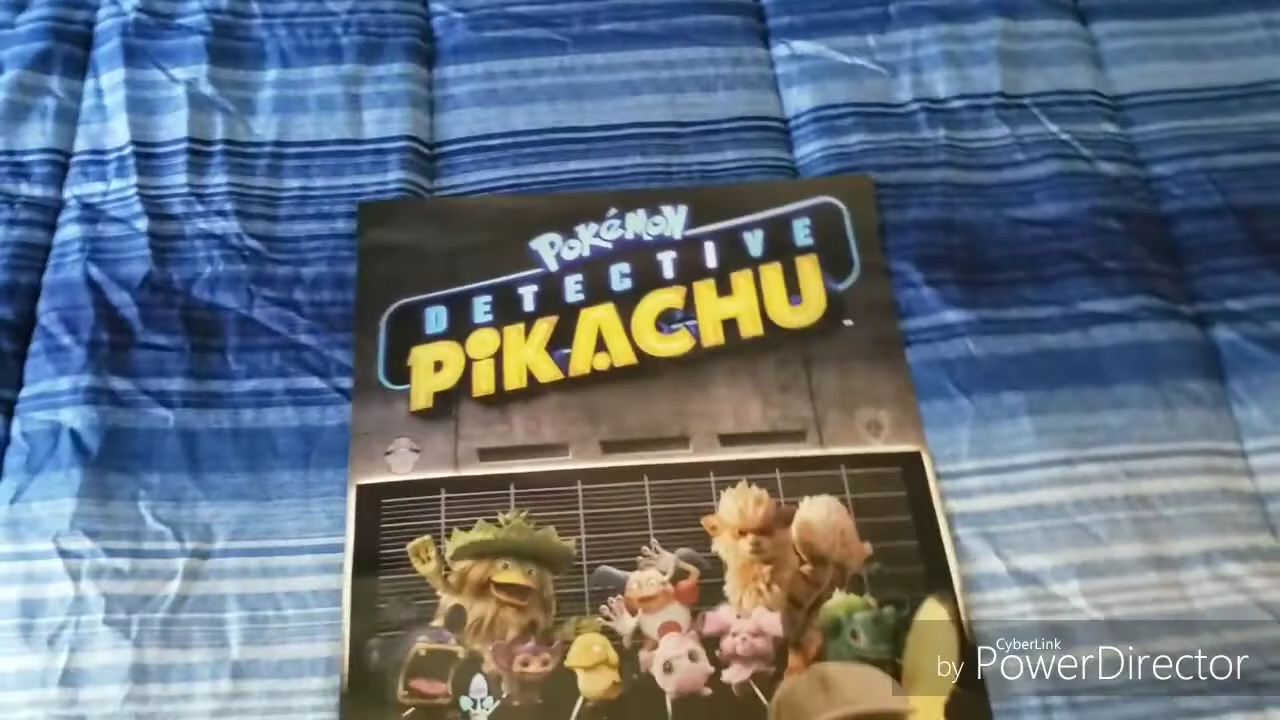 POKéMON
DETECTIVE
PiKACHU
CyberLink
by PowerDirector